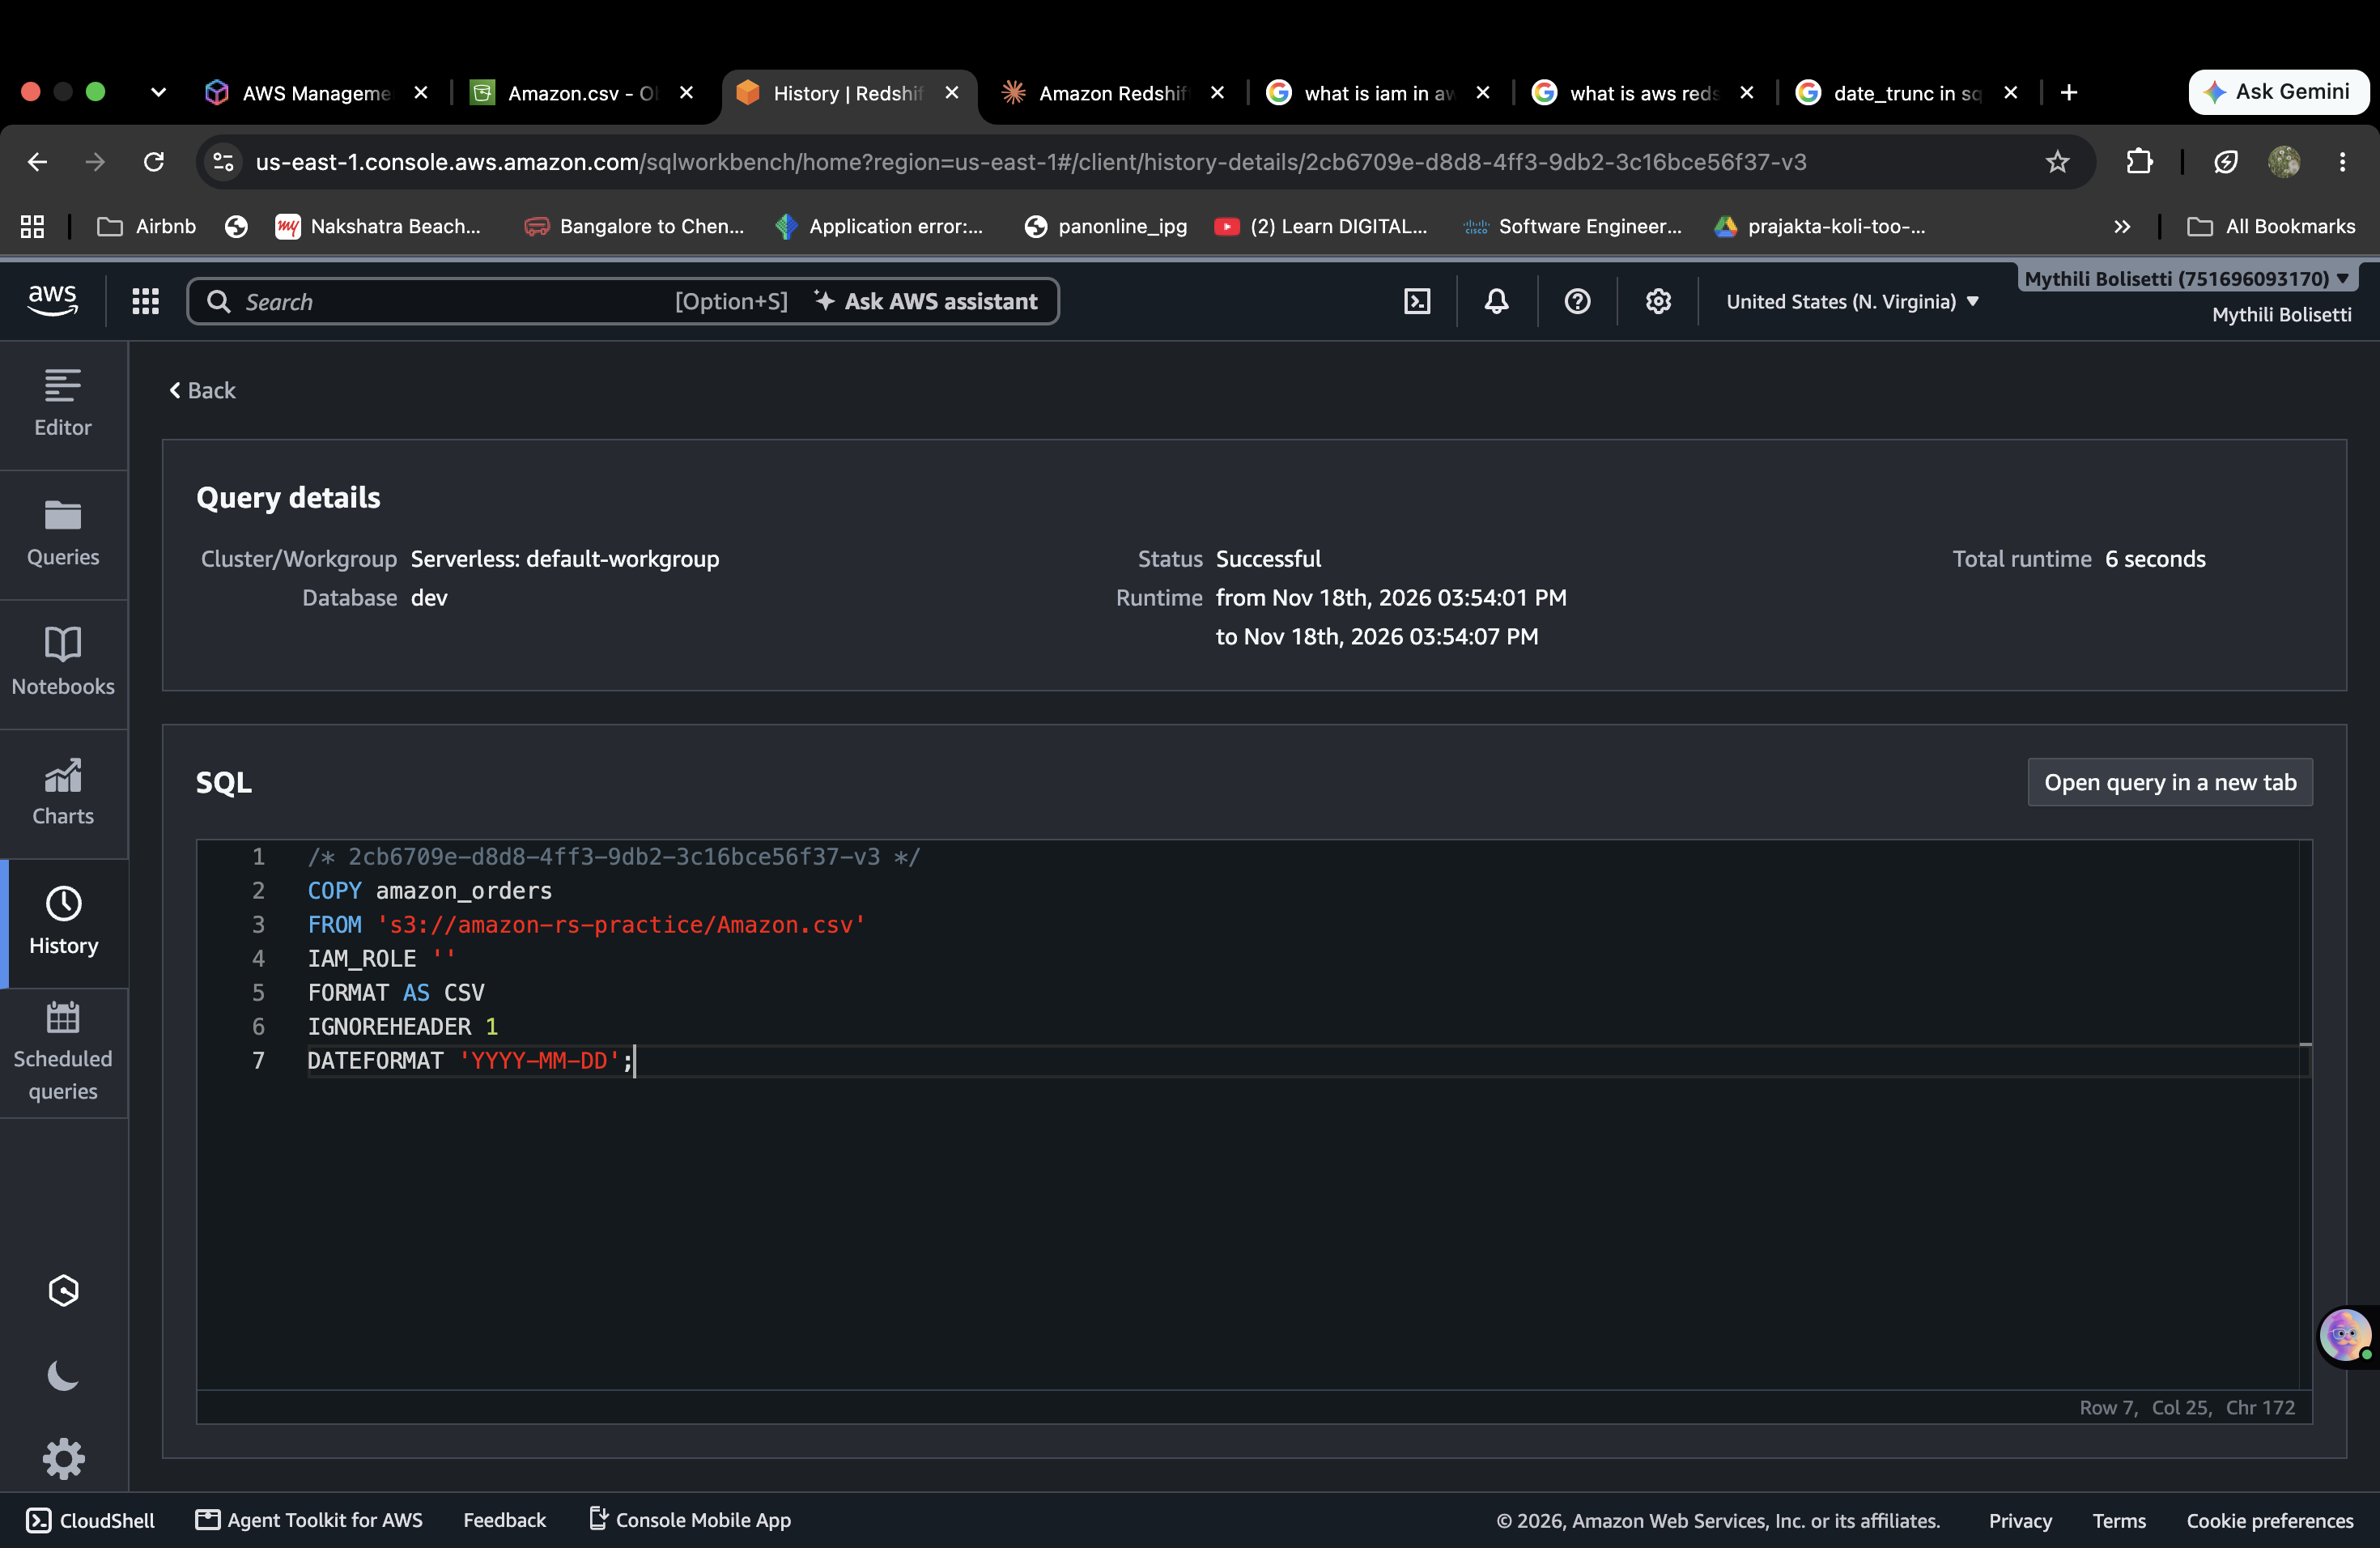 AWS Manageme
Amazon.csv - Ob
History | Redshif
Amazon Redshif
what is iam in aw
what is aws reds
date_trunc in sq
Ask Gemini
us-east-1.console.aws.amazon.com/sqlworkbench/home?region=us-east-1#/client/history-details/2cb6709e-d8d8-4ff3-9db2-3c16bce56f37-v3
Airbnb
my
Nakshatra Beach...
Bangalore to Chen...
Application error:...
panonline_ipg
(2) Learn DIGITAL...
cisco
Software Engineer...
prajakta-koli-too-...
All Bookmarks
aws
Search
[Option+S]
Ask AWS assistant
United States (N. Virginia)
Mythili Bolisetti (751696093170)
Mythili Bolisetti
Editor
Queries
Notebooks
Charts
History
Scheduled
queries
Back
Query details
Cluster/Workgroup Serverless: default-workgroup
Database dev
Status Successful
Runtime from Nov 18th, 2026 03:54:01 PM
to Nov 18th, 2026 03:54:07 PM
Total runtime 6 seconds
SQL
Open query in a new tab
1 /* 2cb6709e-d8d8-4ff3-9db2-3c16bce56f37-v3 */
2 COPY amazon_orders
3 FROM 's3://amazon-rs-practice/Amazon.csv'
4 IAM_ROLE ''
5 FORMAT AS CSV
6 IGNOREHEADER 1
7 DATEFORMAT 'YYYY-MM-DD';
Row 7, Col 25, Chr 172
CloudShell
Agent Toolkit for AWS
Feedback
Console Mobile App
© 2026, Amazon Web Services, Inc. or its affiliates.
Privacy
Terms
Cookie preferences